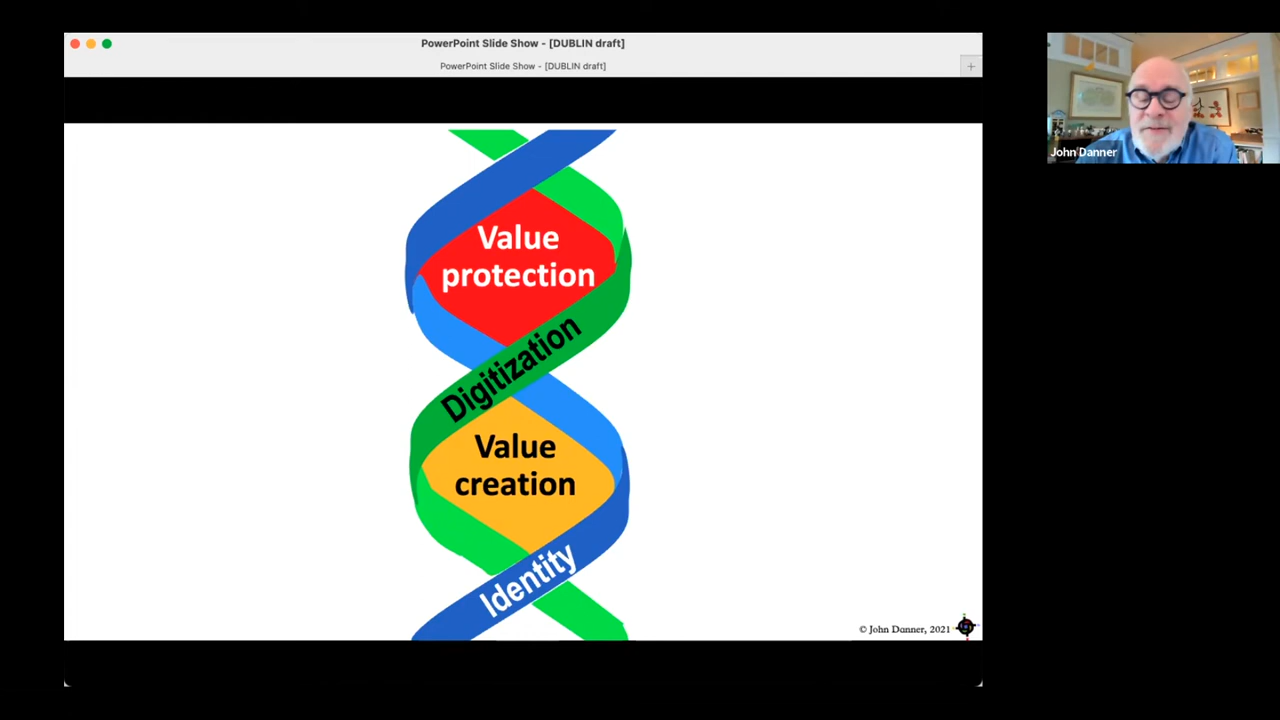 PowerPoint Slide Show - [DUBLIN draft]
PowerPoint Slide Show - [DUBLIN draft]
+
Value
protection
Digitization
Value
creation
Identity
© John Danner, 2021
John Danner